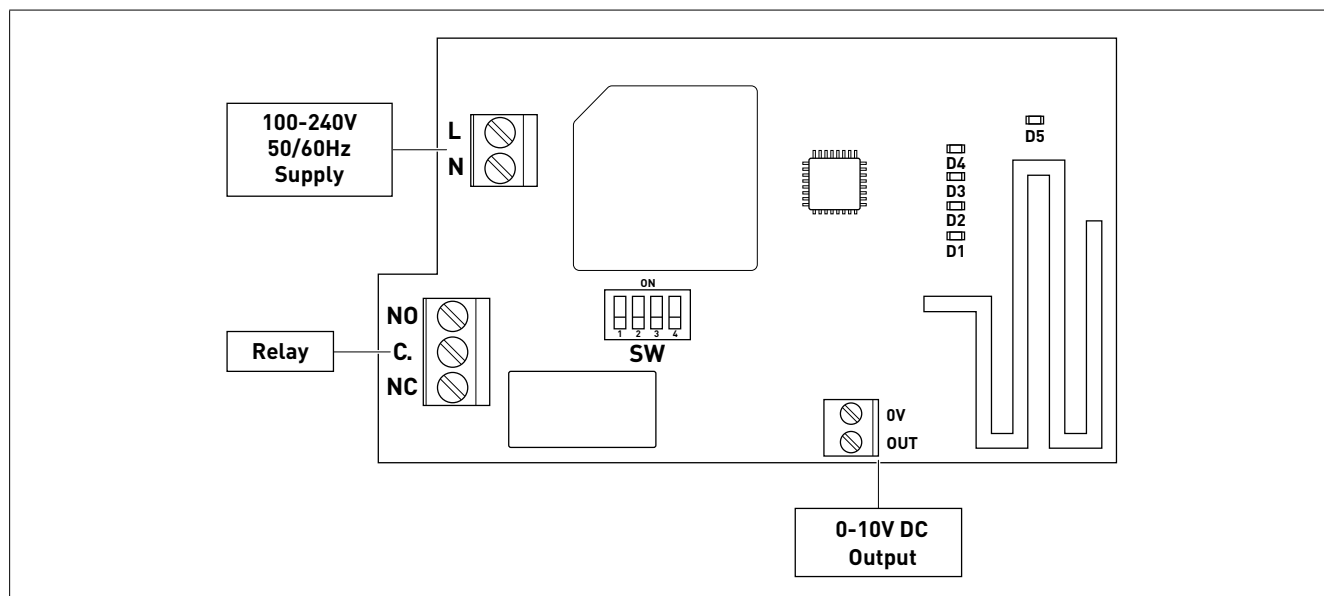 100-240V
50/60Hz
Supply
L
N
D5
D4
D3
D2
D1
ON
1 2 3 4
SW
NO
C.
NC
Relay
0V
OUT
0-10V DC
Output